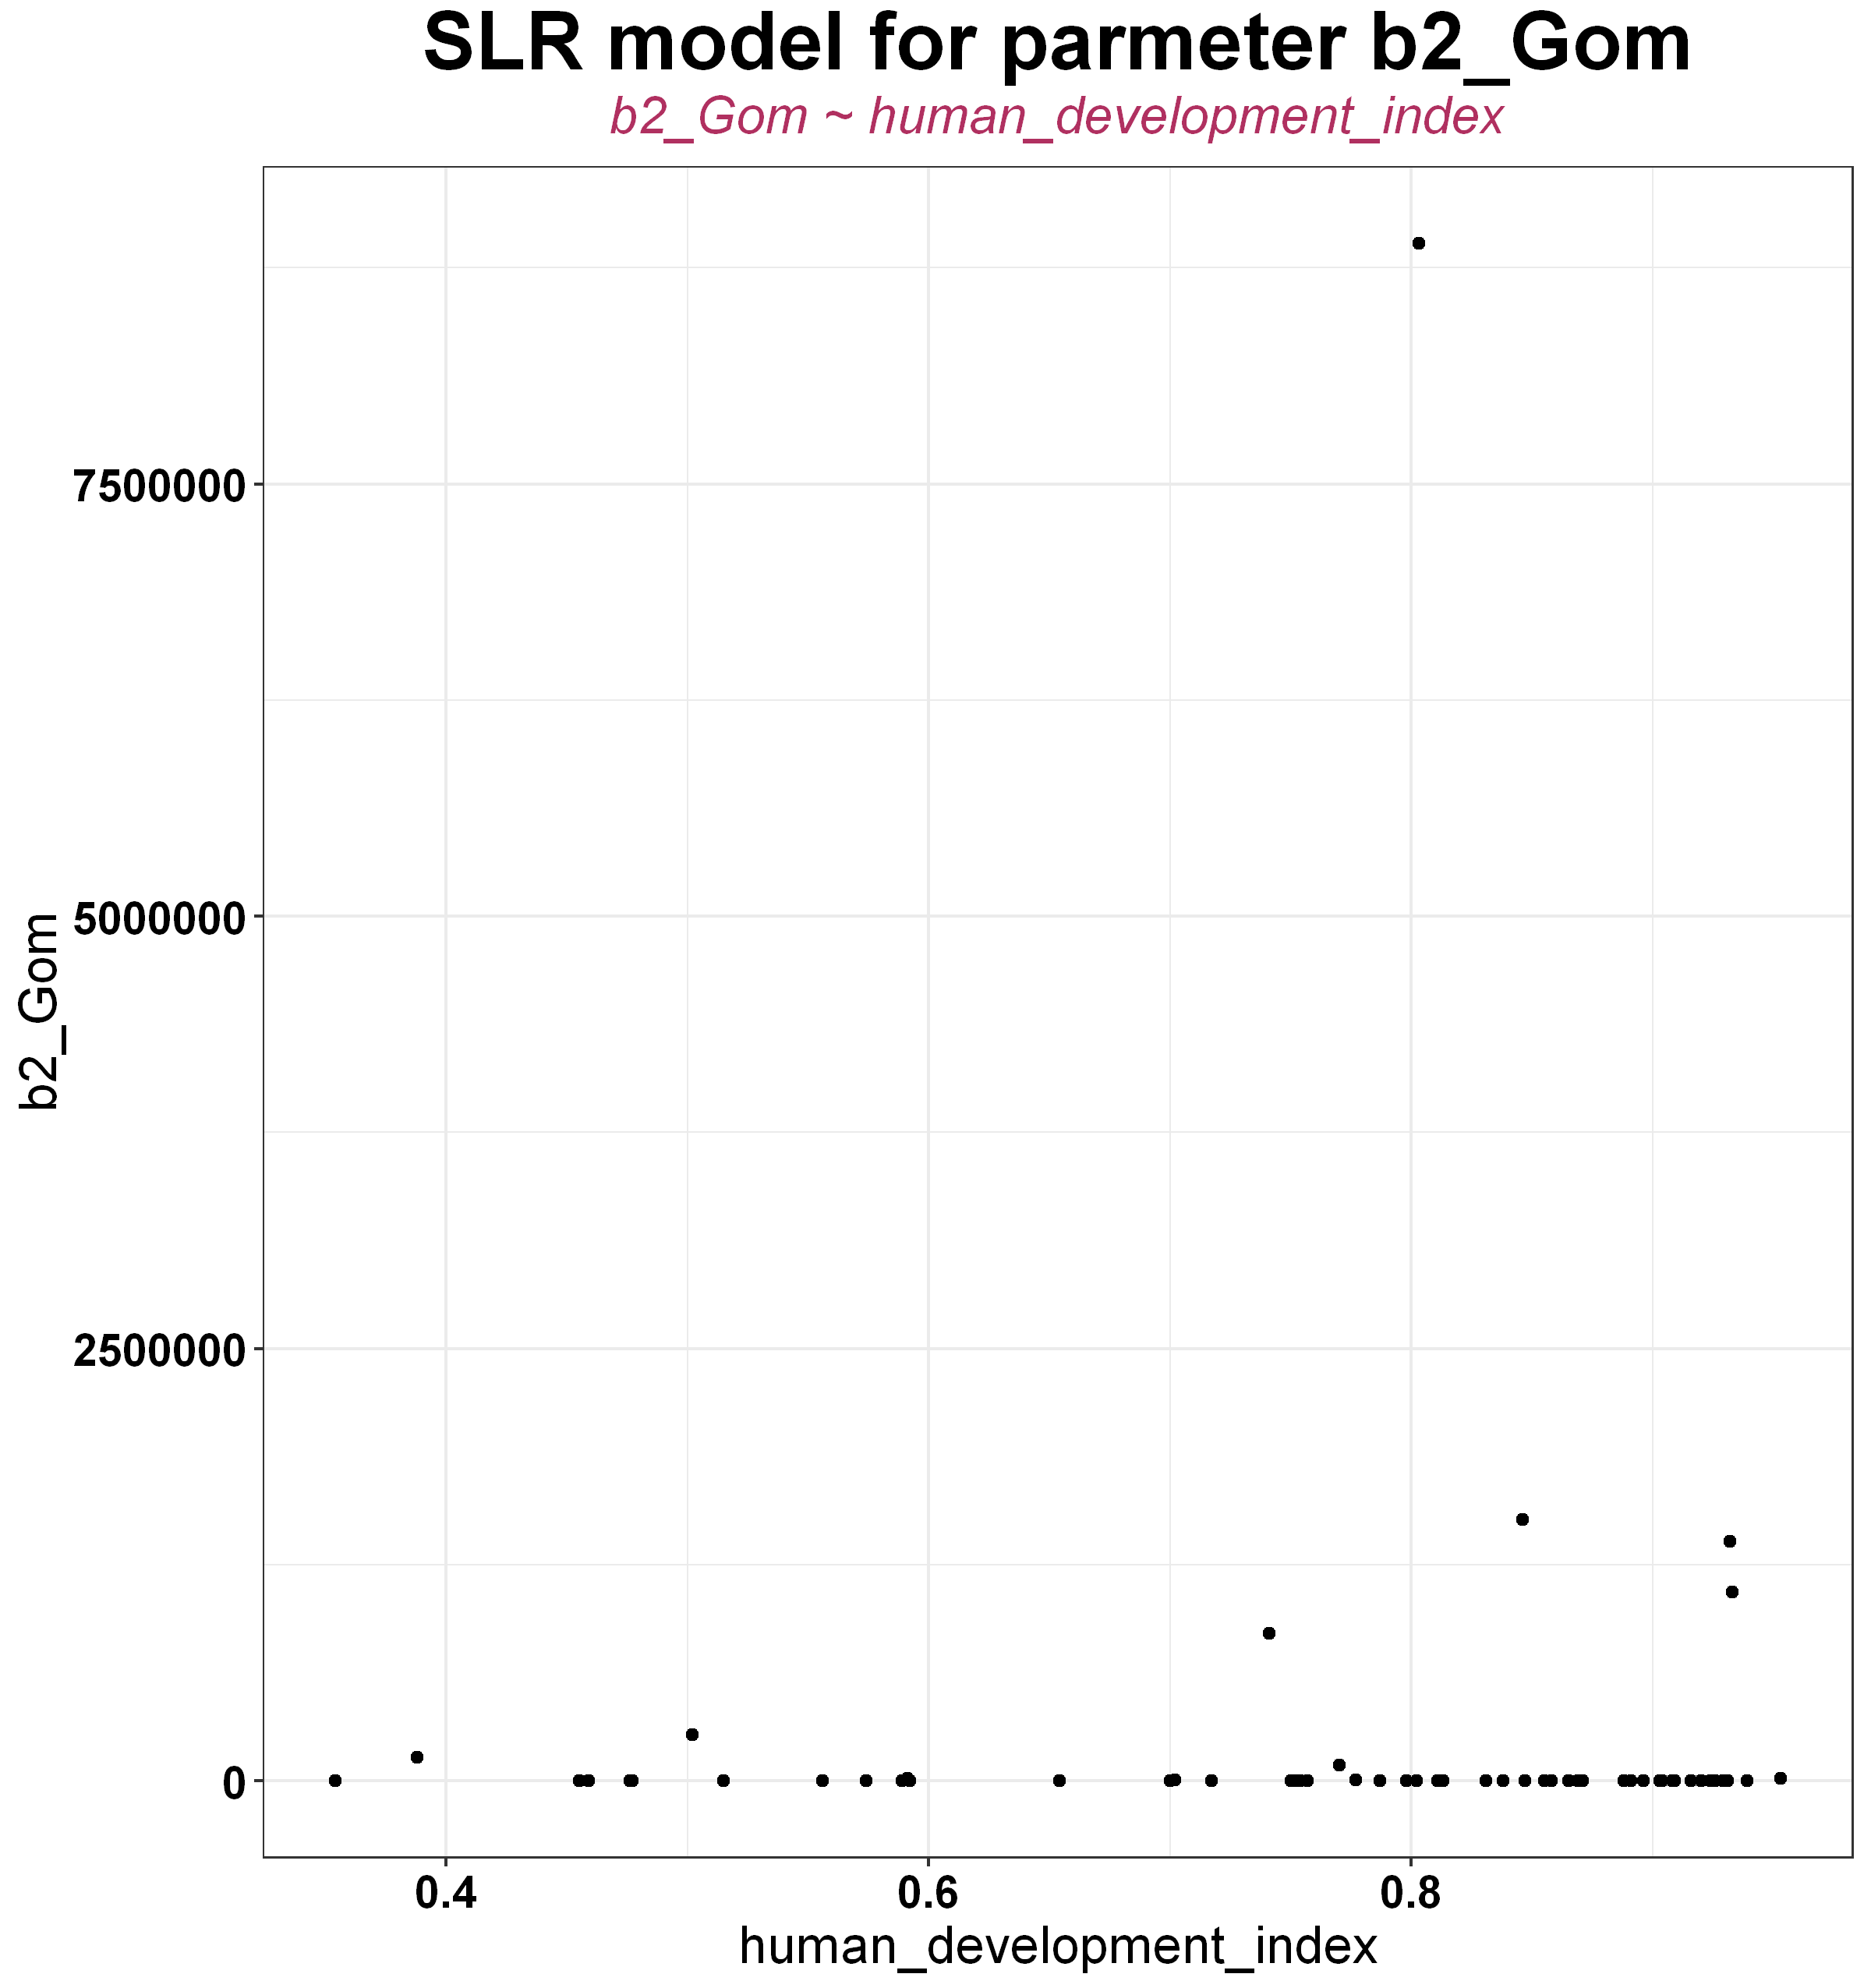 SLR model for parmeter b2_Gom
b2_Gom ~ human_development_index
b2_Gom
7500000
5000000
2500000
0
0.4 0.6 0.8
human_development_index